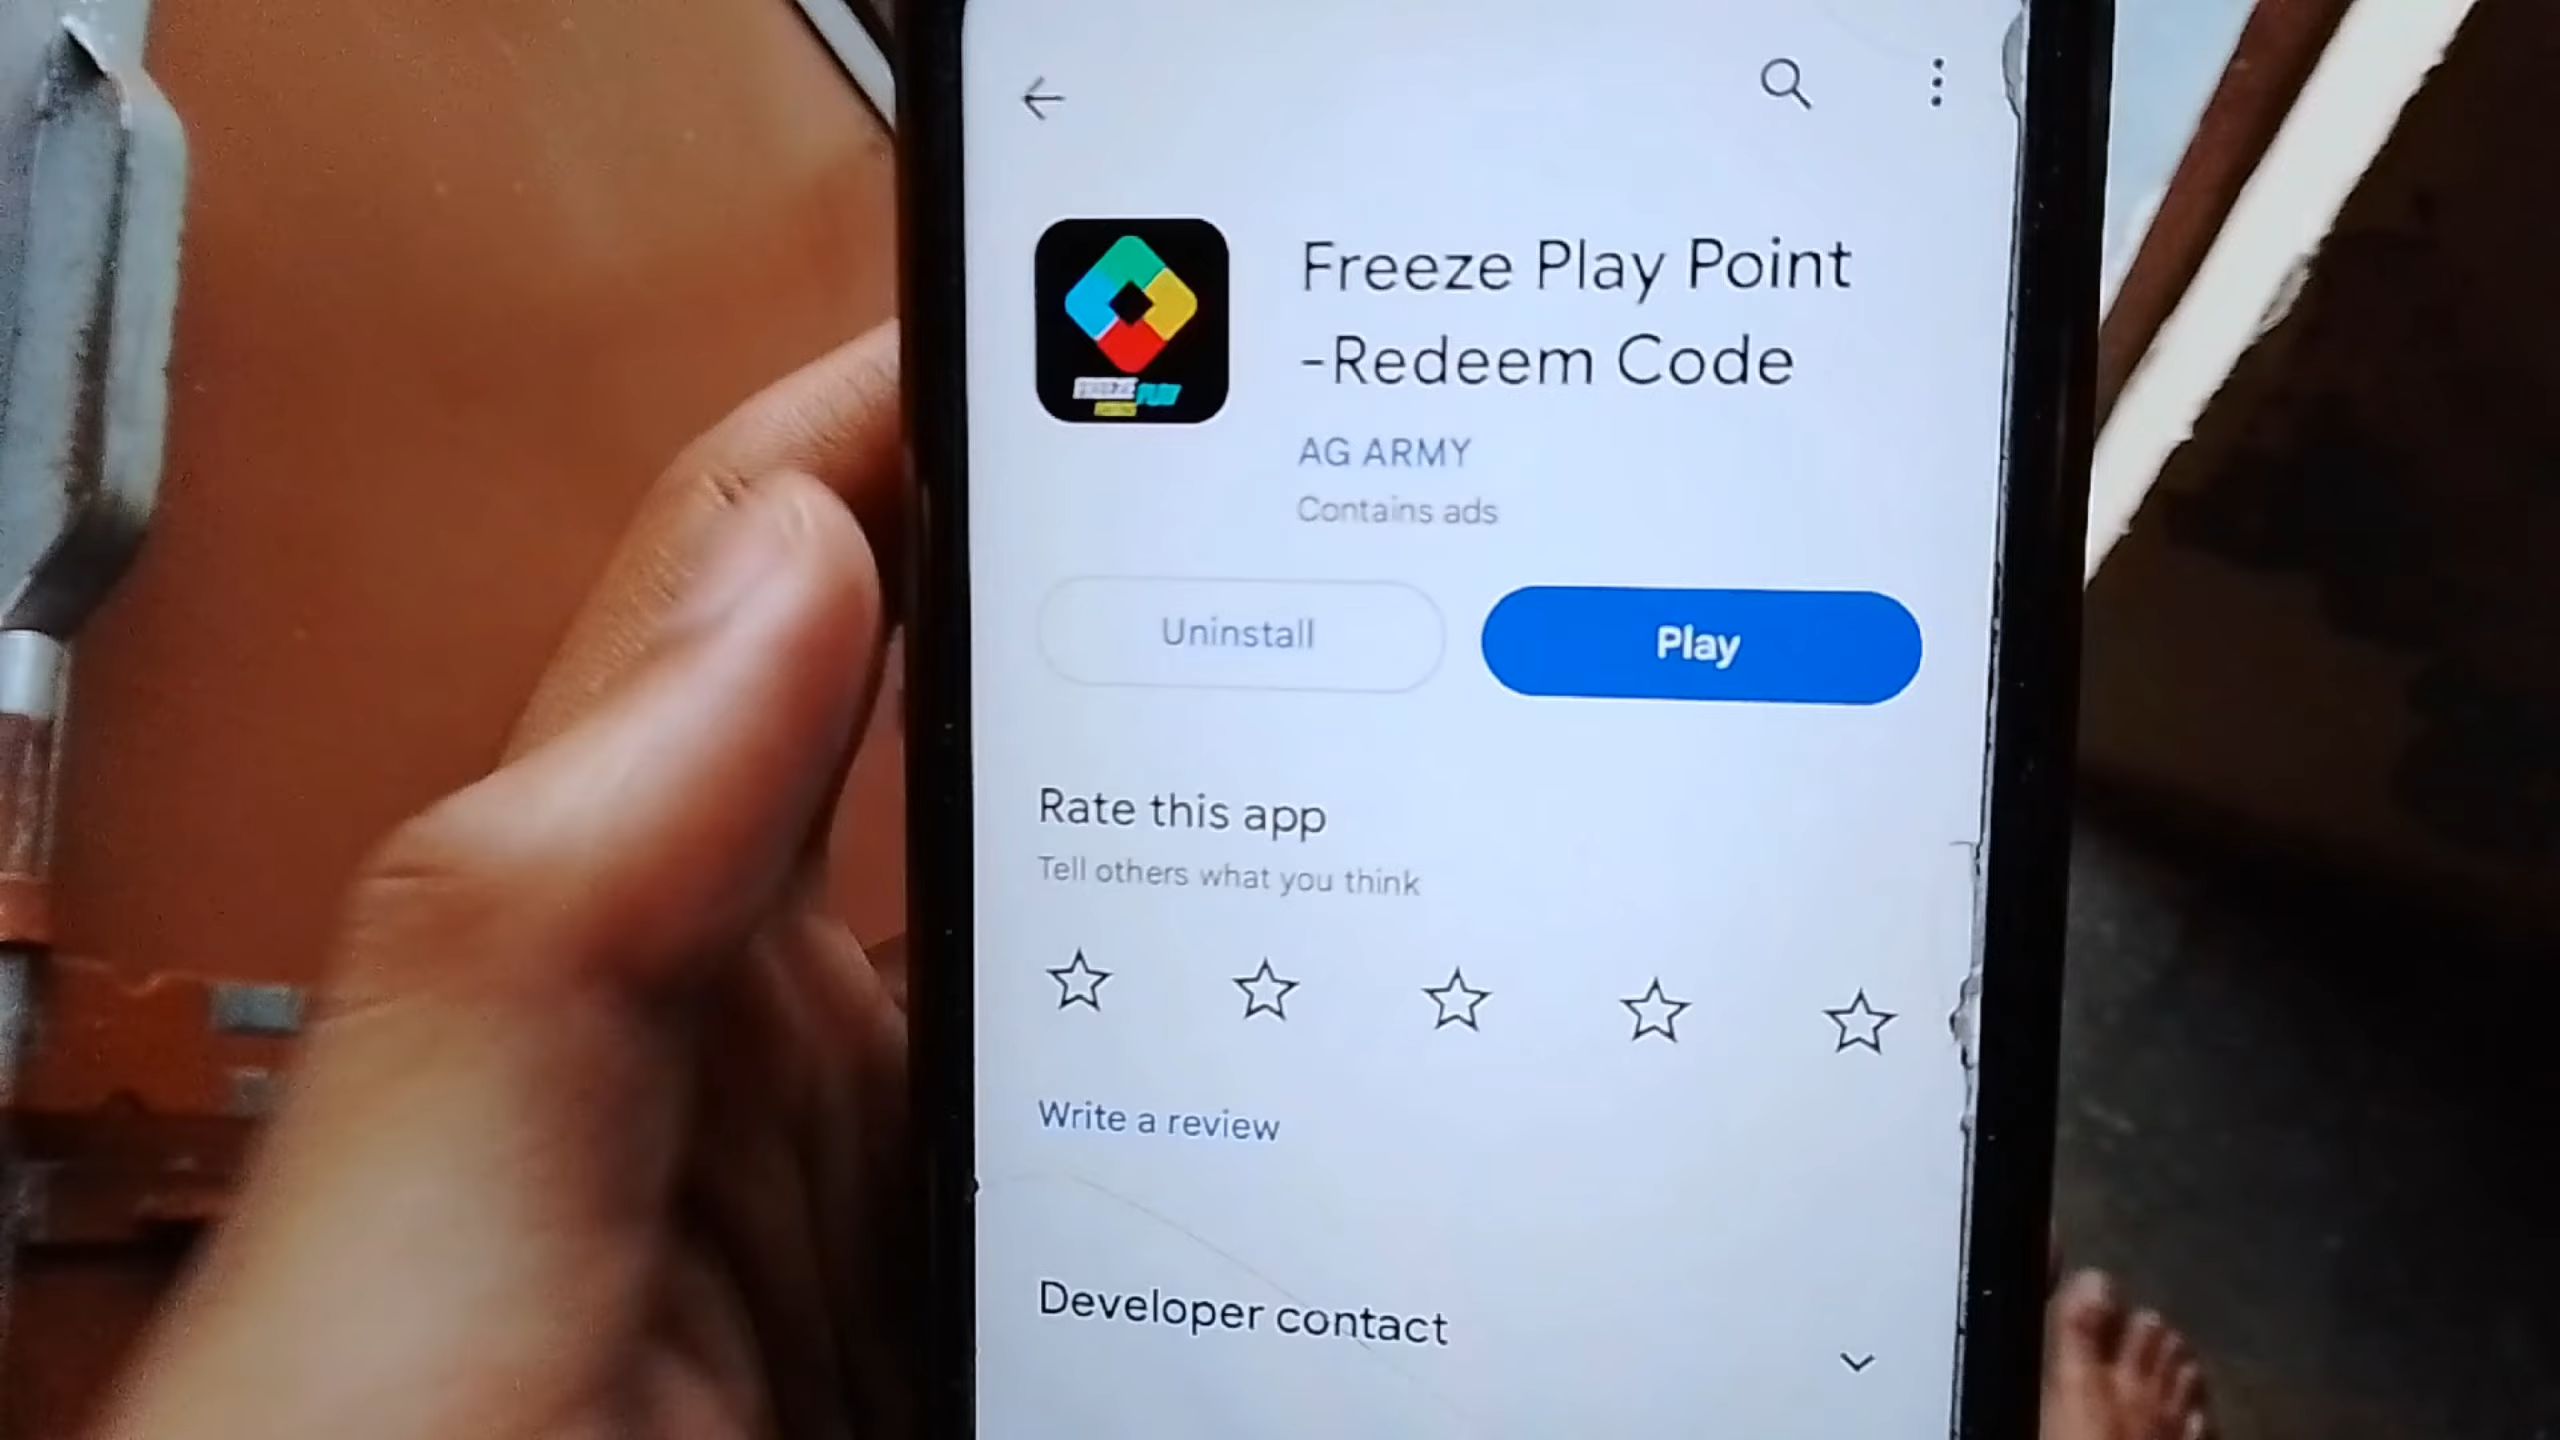 Freeze Play Point
-Redeem Code
AG ARMY
Contains ads
Uninstall
Play
Rate this app
Tell others what you think
Write a review
Developer contact